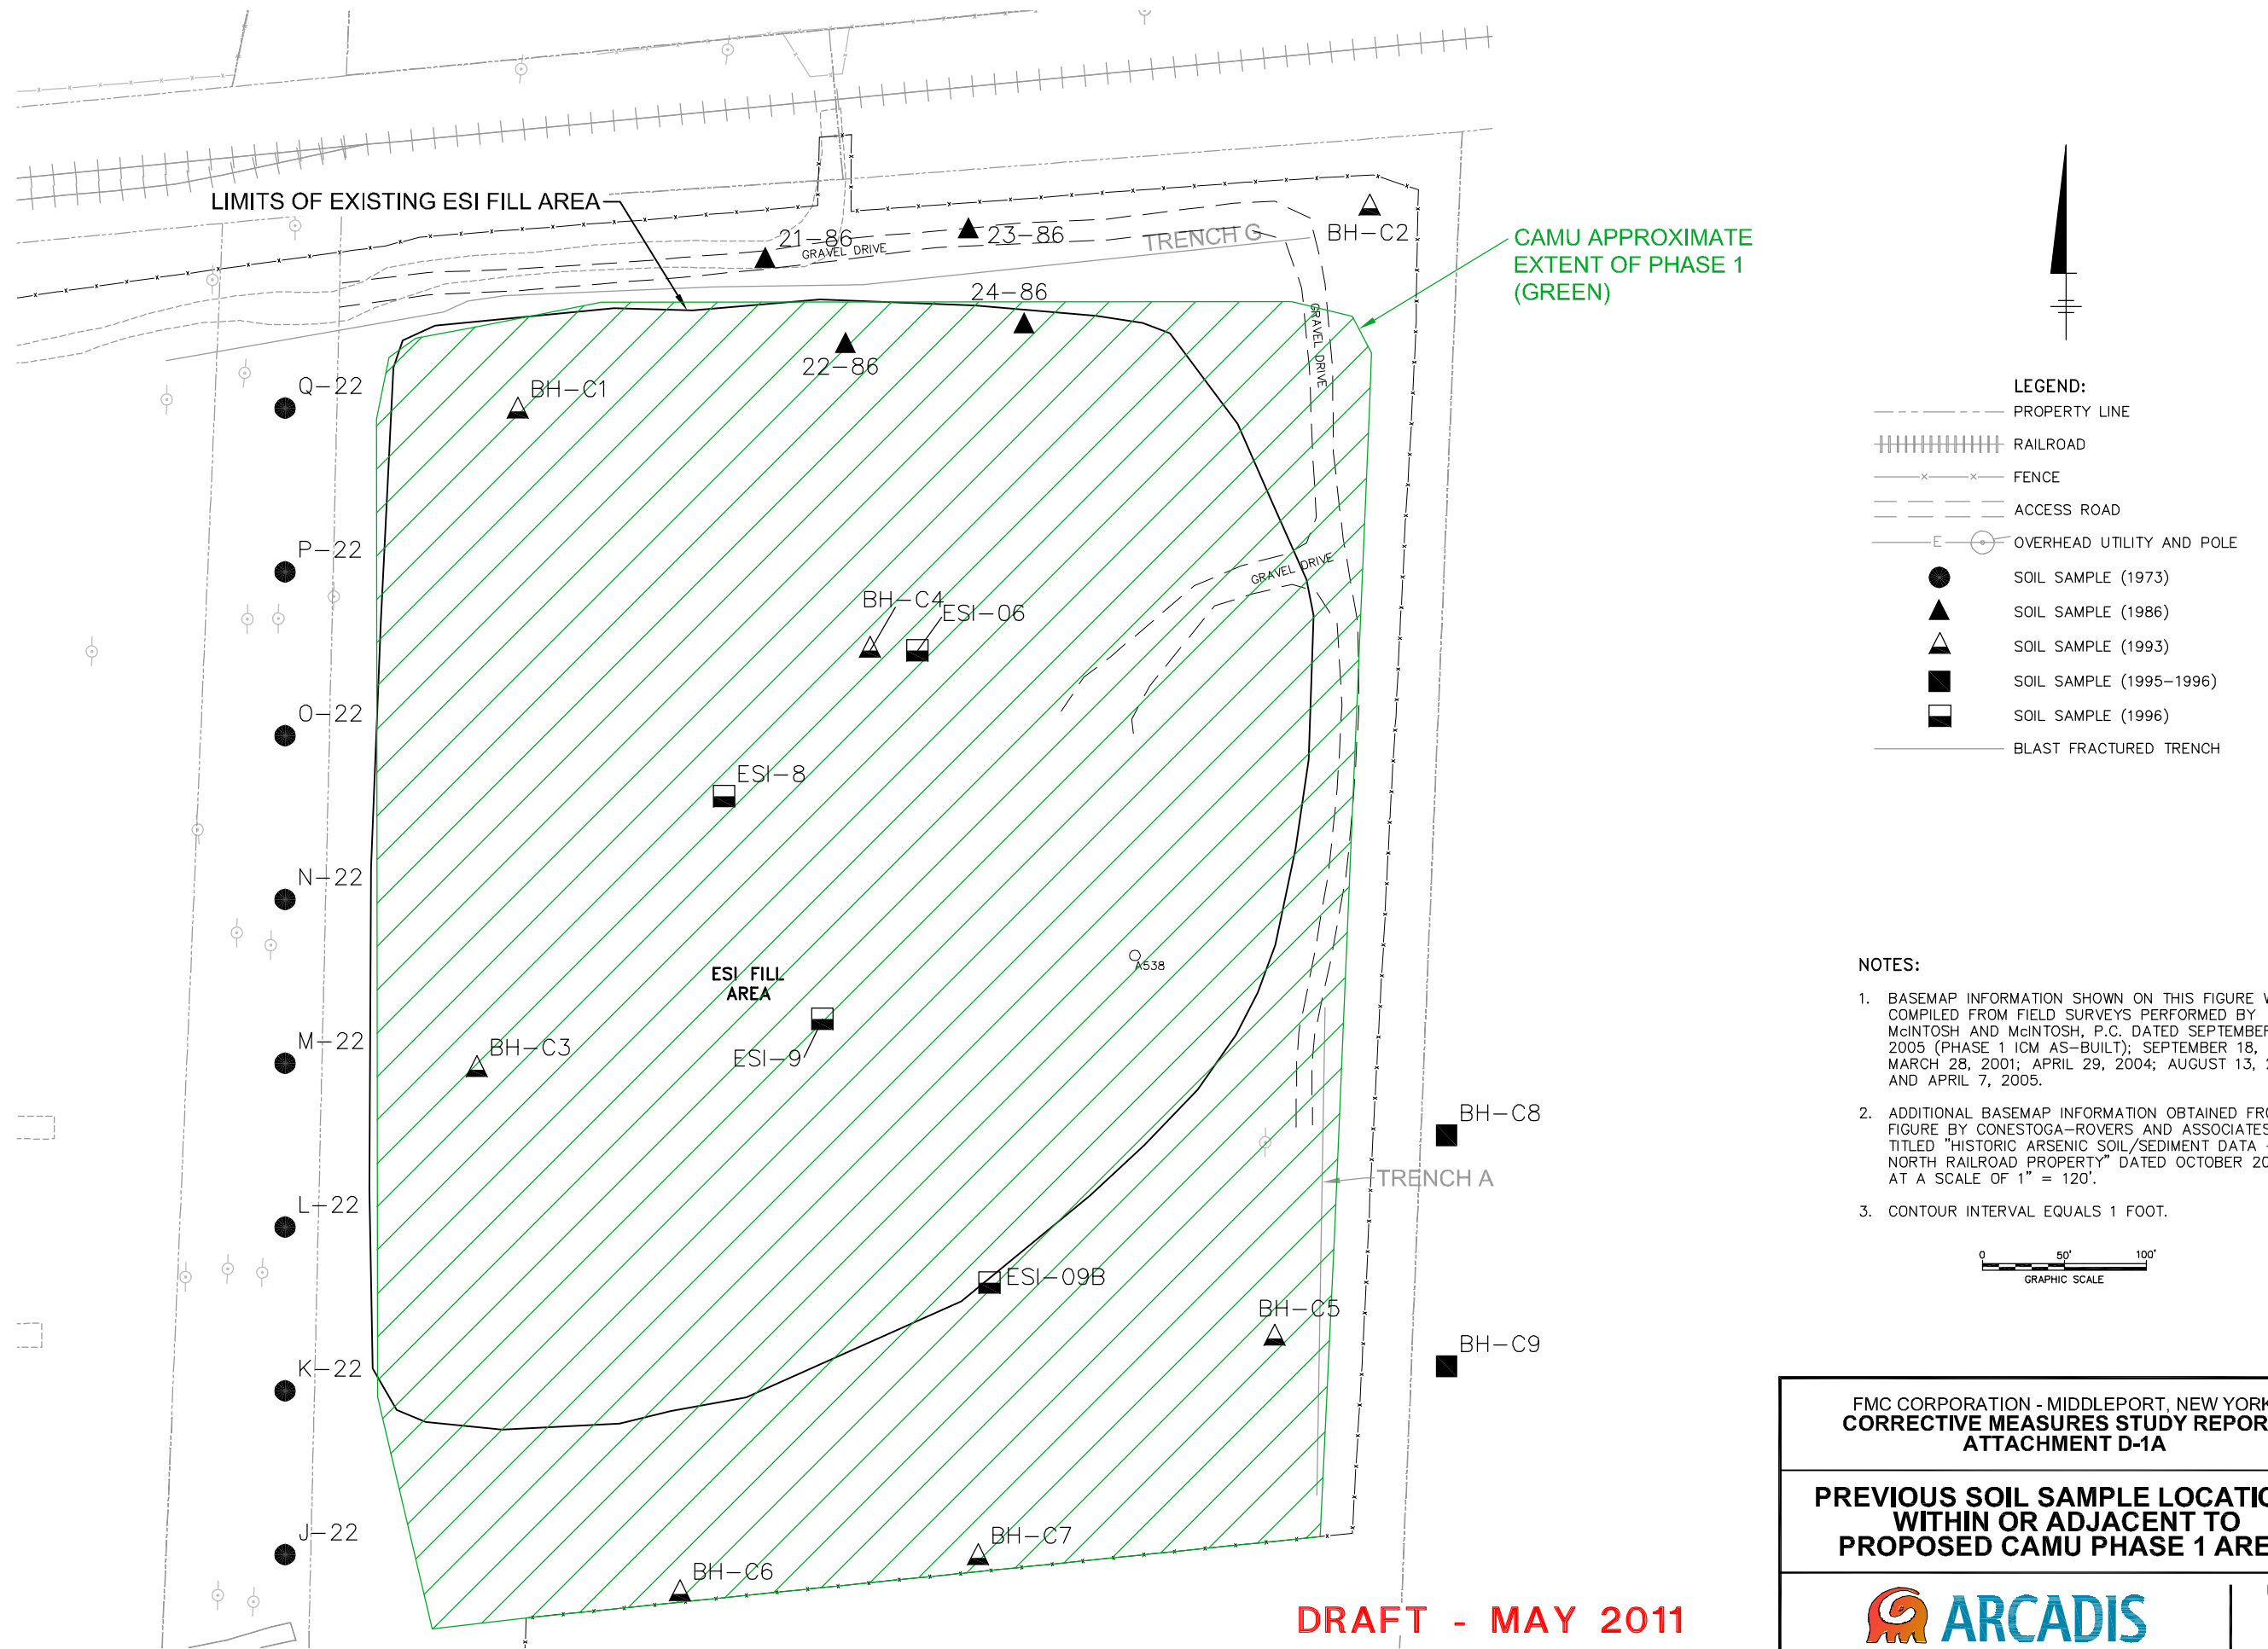 LIMITS OF EXISTING ESI FILL AREA
21-86
GRAVEL DRIVE
23-86
TRENCH G
BH-C2
CAMU APPROXIMATE
EXTENT OF PHASE 1
(GREEN)
24-86
GRAVEL DRIVE
22-86
Q-22
BH-C1
P-22
GRAVEL DRIVE
BH-C4
ESI-06
O-22
ESI-8
N-22
A538
ESI FILL
AREA
M-22
BH-C3
ESI-9
BH-C8
TRENCH A
L-22
ESI-09B
BH-C5
BH-C9
K-22
J-22
BH-C7
BH-C6
DRAFT - MAY 2011
LEGEND:
PROPERTY LINE
RAILROAD
FENCE
ACCESS ROAD
E
OVERHEAD UTILITY AND POLE
SOIL SAMPLE (1973)
SOIL SAMPLE (1986)
SOIL SAMPLE (1993)
SOIL SAMPLE (1995-1996)
SOIL SAMPLE (1996)
BLAST FRACTURED TRENCH
NOTES:
1. BASEMAP INFORMATION SHOWN ON THIS FIGURE
COMPILED FROM FIELD SURVEYS PERFORMED BY
McINTOSH AND McINTOSH, P.C. DATED SEPTEMBER
2005 (PHASE 1 ICM AS-BUILT); SEPTEMBER 18,
MARCH 28, 2001; APRIL 29, 2004; AUGUST 13,
AND APRIL 7, 2005.
2. ADDITIONAL BASEMAP INFORMATION OBTAINED
FIGURE BY CONESTOGA-ROVERS AND ASSOCIATES
TITLED "HISTORIC ARSENIC SOIL/SEDIMENT DATA -
NORTH RAILROAD PROPERTY" DATED OCTOBER
AT A SCALE OF 1" = 120'.
3. CONTOUR INTERVAL EQUALS 1 FOOT.
0 50' 100'
GRAPHIC SCALE
FMC CORPORATION - MIDDLEPORT, NEW YORK
CORRECTIVE MEASURES STUDY REPOR
ATTACHMENT D-1A
PREVIOUS SOIL SAMPLE LOCATIO
WITHIN OR ADJACENT TO
PROPOSED CAMU PHASE 1 ARE
ARCADIS